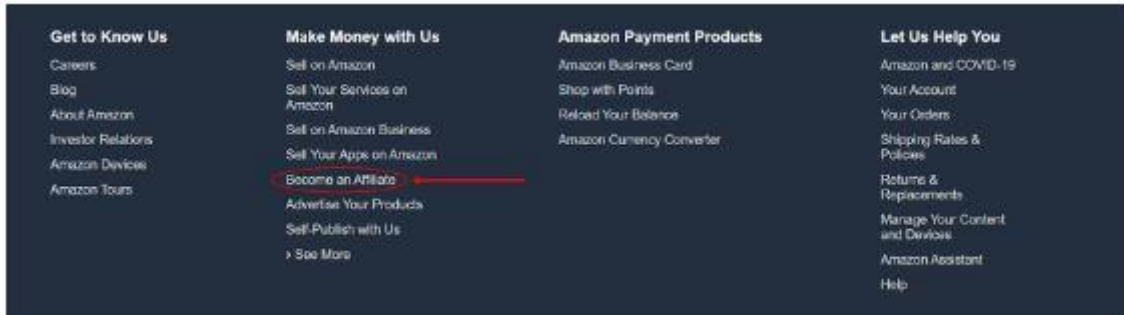 Get to Know Us
Careers
Blog
About Amazon
Investor Relations
Amazon Devices
Amazon Tours
Make Money with Us
Sell on Amazon
Sell Your Services on
Amazon
Sell on Amazon Business
Sell Your Apps on Amazon
Become an Affiliate
Advertise Your Products
Self-Publish with Us
› See More
Amazon Payment Products
Amazon Business Card
Shop with Points
Reload Your Balance
Amazon Currency Converter
Let Us Help You
Amazon and COVID-19
Your Account
Your Orders
Shipping Rates &
Policies
Returns &
Replacements
Manage Your Content
and Devices
Amazon Assistant
Help